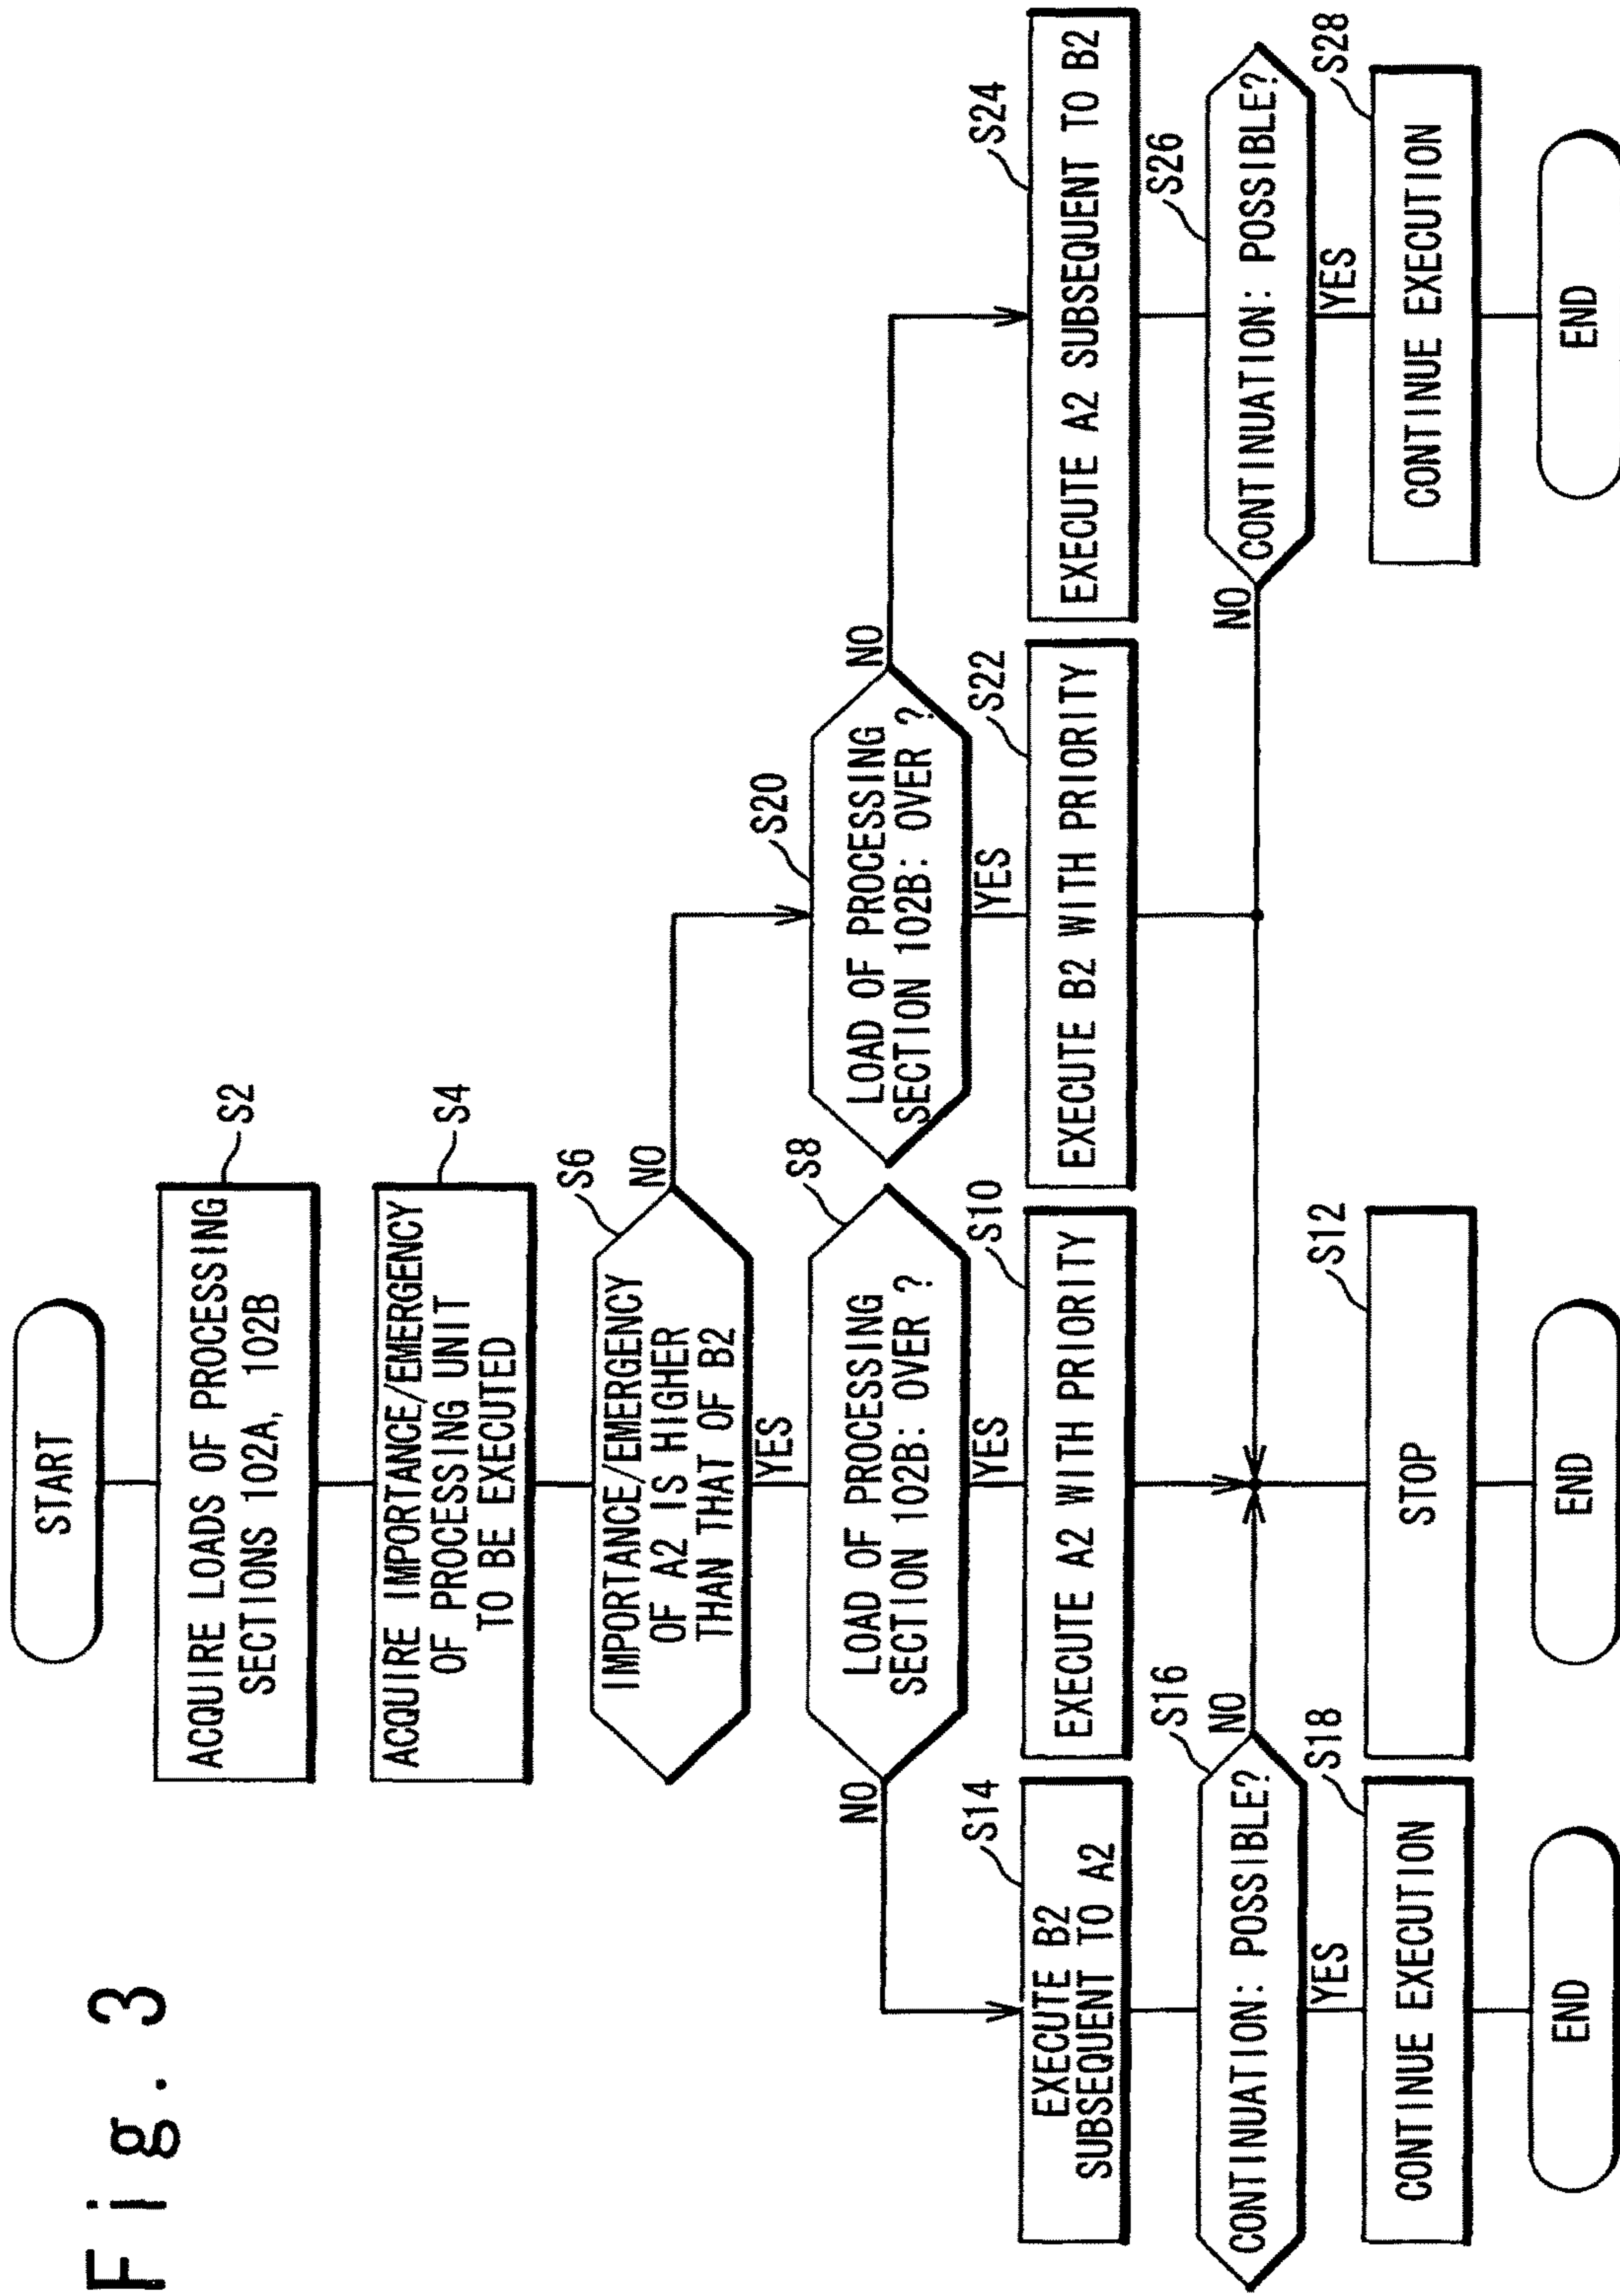 Fig. 3
START
ACQUIRE LOADS OF PROCESSING
SECTIONS 102A, 102B
S2
ACQUIRE IMPORTANCE/EMERGENCY
OF PROCESSING UNIT
TO BE EXECUTED
S4
IMPORTANCE/EMERGENCY
OF A2 IS HIGHER
THAN THAT OF B2
S6
NO
YES
LOAD OF PROCESSING
SECTION 102B: OVER ?
S8
NO
YES
LOAD OF PROCESSING
SECTION 102B: OVER ?
S20
NO
YES
EXECUTE B2
SUBSEQUENT TO A2
S14
EXECUTE A2 WITH PRIORITY
S10
EXECUTE B2 WITH PRIORITY
S22
EXECUTE A2 SUBSEQUENT TO B2
S24
CONTINUATION: POSSIBLE?
S16
NO
YES
CONTINUATION: POSSIBLE?
S26
NO
YES
CONTINUE EXECUTION
S18
STOP
S12
CONTINUE EXECUTION
S28
END
END
END